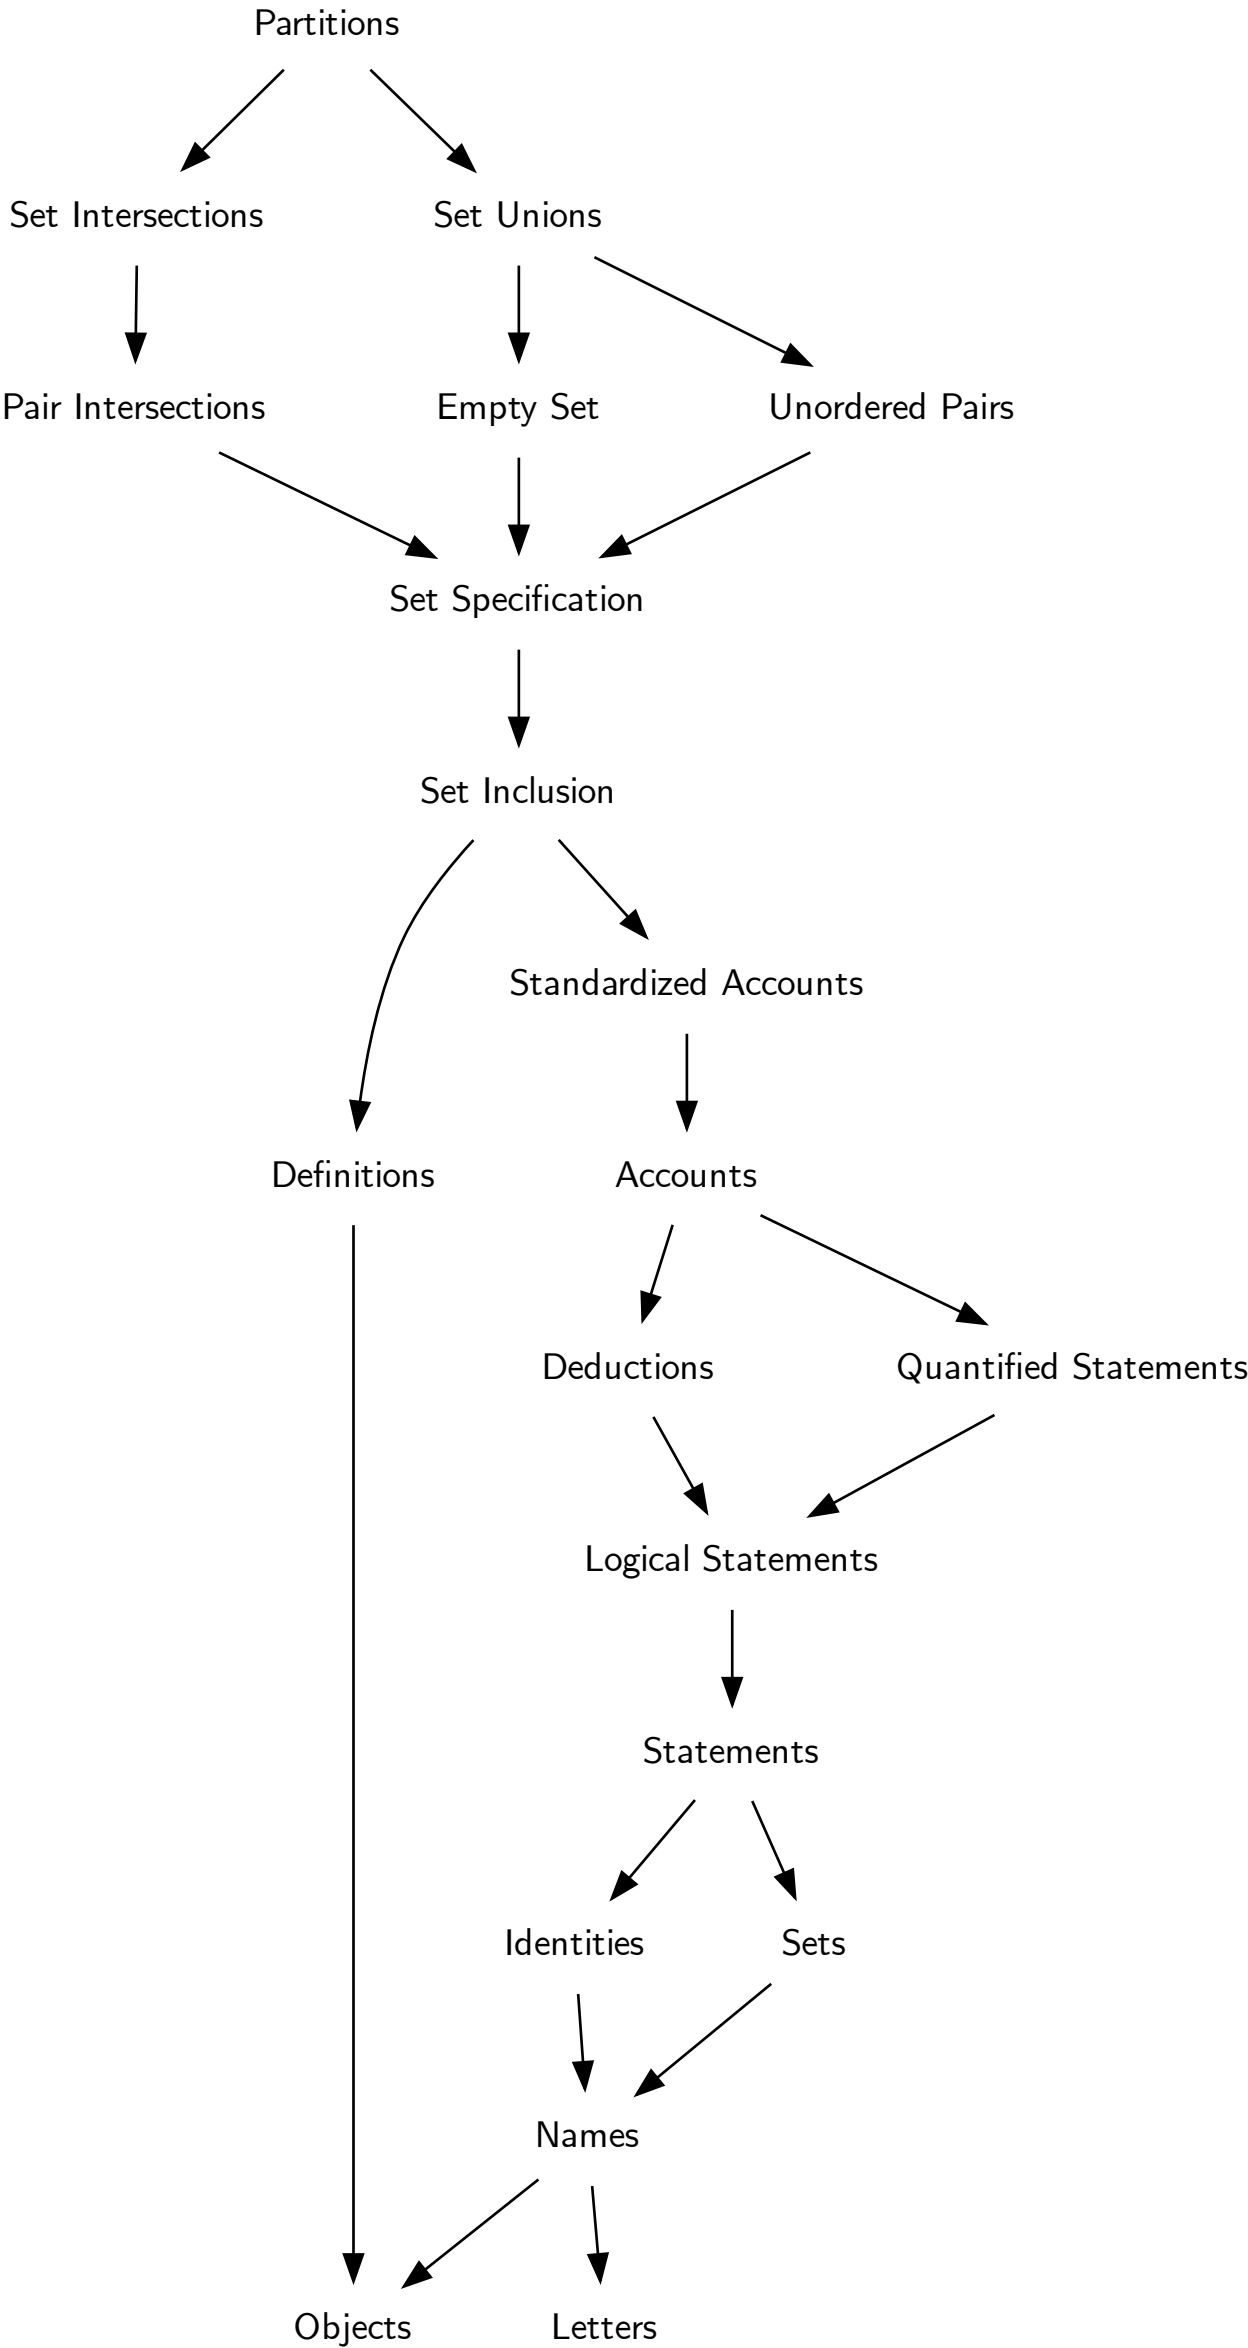 Partitions
Set Intersections
Set Unions
Pair Intersections
Empty Set
Unordered Pairs
Set Specification
Set Inclusion
Standardized Accounts
Definitions
Accounts
Deductions
Quantified Statements
Logical Statements
Statements
Identities
Sets
Names
Objects
Letters